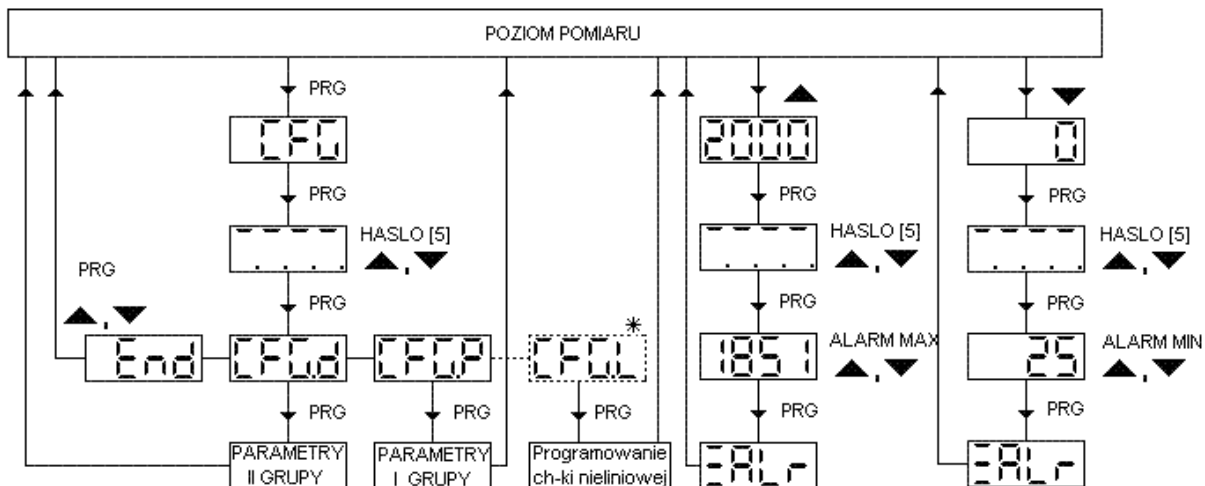 POZIOM POMIARU
PRG
CFG
PRG
HASLO [5]
PRG
PRG
End
CFG.d
CFG.P
CFG.L
*
PRG
PRG
PRG
PARAMETRY
II GRUPY
PARAMETRY
I GRUPY
Programowanie
ch-ki nieliniowej
2000
PRG
HASLO [5]
PRG
1851
ALARM MAX
PRG
ALr
0
PRG
HASLO [5]
PRG
25
ALARM MIN
PRG
ALr